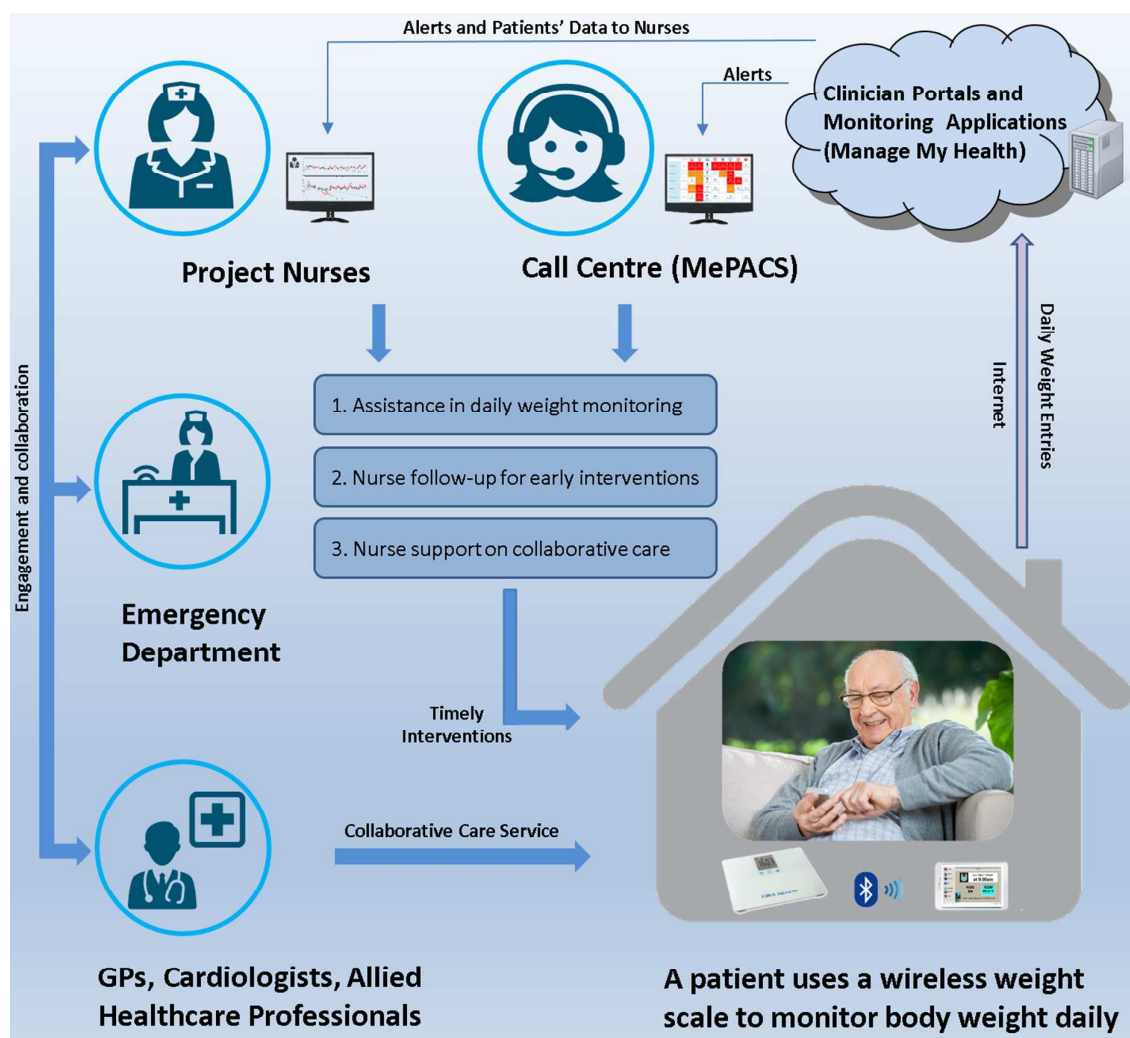 Alerts and Patients' Data to Nurses
Alerts
Clinician Portals and
Monitoring Applications
(Manage My Health)
Project Nurses
Call Centre (MePACS)
Engagement and collaboration
Daily Weight Entries
Internet
1. Assistance in daily weight monitoring
2. Nurse follow-up for early interventions
3. Nurse support on collaborative care
Emergency
Department
Timely
Interventions
Collaborative Care Service
at 9:00am
GPs, Cardiologists, Allied
Healthcare Professionals
A patient uses a wireless weight
scale to monitor body weight daily